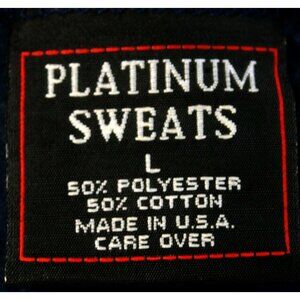 PLATINUM
SWEATS
L
50% POLYESTER
50% COTTON
MADE IN U.S.A.
CARE OVER